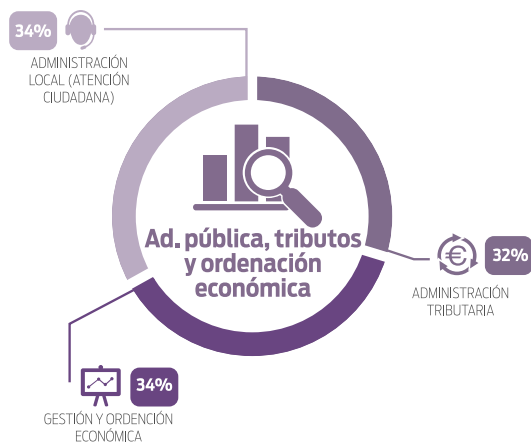 34%
ADMINISTRACIÓN
LOCAL (ATENCIÓN
CIUDADANA)
Ad. pública, tributos
y ordenación
económica
€
32%
ADMINISTRACIÓN
TRIBUTARIA
34%
GESTIÓN Y ORDENCIÓN
ECONÓMICA